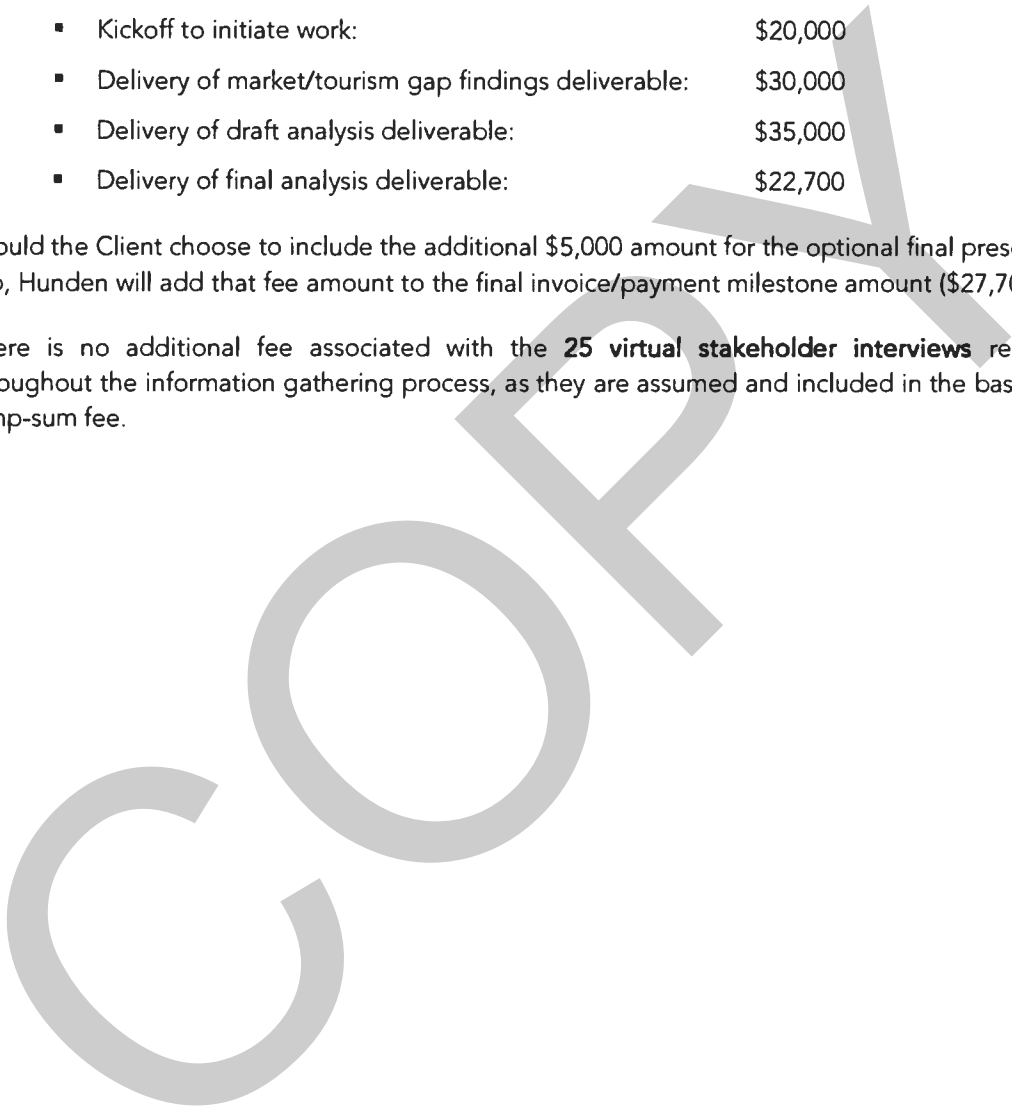 ▪ Kickoff to initiate work: $20,000
▪ Delivery of market/tourism gap findings deliverable: $30,000
▪ Delivery of draft analysis deliverable: $35,000
▪ Delivery of final analysis deliverable: $22,700
ould the Client choose to include the additional $5,000 amount for the optional final pres
, Hunden will add that fee amount to the final invoice/payment milestone amount ($27,70
ere is no additional fee associated with the 25 virtual stakeholder interviews re
oughout the information gathering process, as they are assumed and included in the bas
mp-sum fee.
COPY